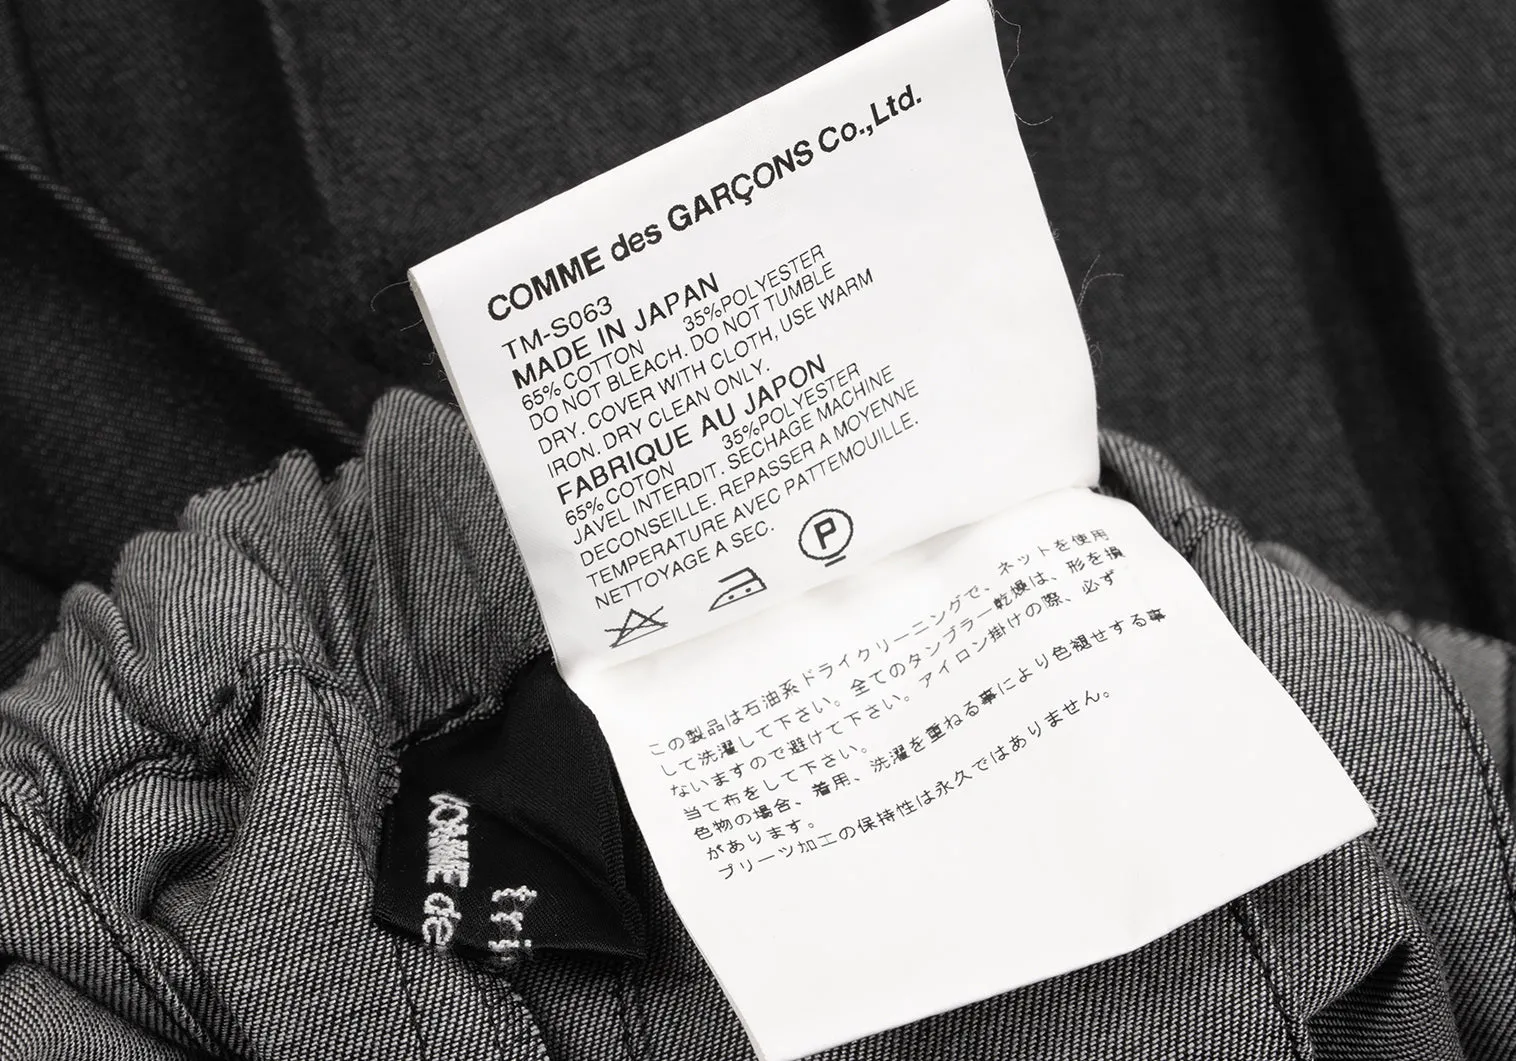 COMME des GARÇONS Co.,Ltd.
TM-S063
MADE IN JAPAN
65% COTTON 35%POLYESTER
DO NOT BLEACH. DO NOT TUMBLE
DRY. COVER WITH CLOTH, USE WARM
IRON. DRY CLEAN ONLY.
FABRIQUE AU JAPON
65% COTON 35%POLYESTER
JAVEL INTERDIT. SECHAGE MACHINE
DECONSEILLE. REPASSER A MOYENNE
TEMPERATURE AVEC PATTEMOUILLE.
NETTOYAGE A SEC.
P
この製品は石油系ドライクリーニングで、ネットを使用
して洗濯して下さい。全てのタンブラー乾燥は、形を損
ないますので避けて下さい。アイロン掛けの際、必ず
当て布をして下さい。
色物の場合、着用、洗濯を重ねる事により色褪せする事
があります。
プリーツ加工の保持性は永久ではありません。
tri
COMME de